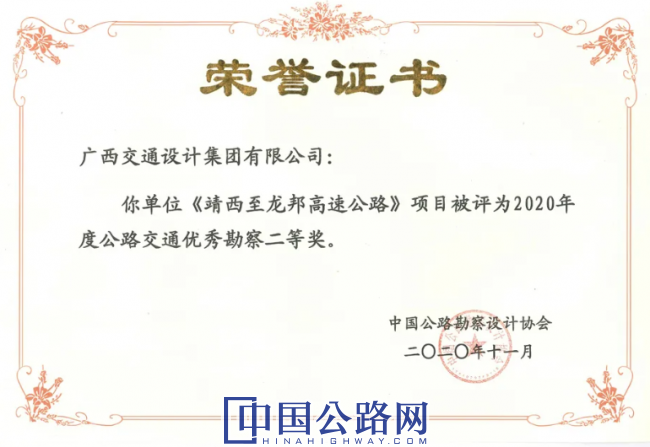 荣誉证书
广西交通设计集团有限公司：
你单位《靖西至龙邦高速公路》项目被评为2020年
度公路交通优秀勘察二等奖。
中国公路勘察设计协会
二〇二〇年十一月
中国公路网
CHINAHIGHWAY.COM